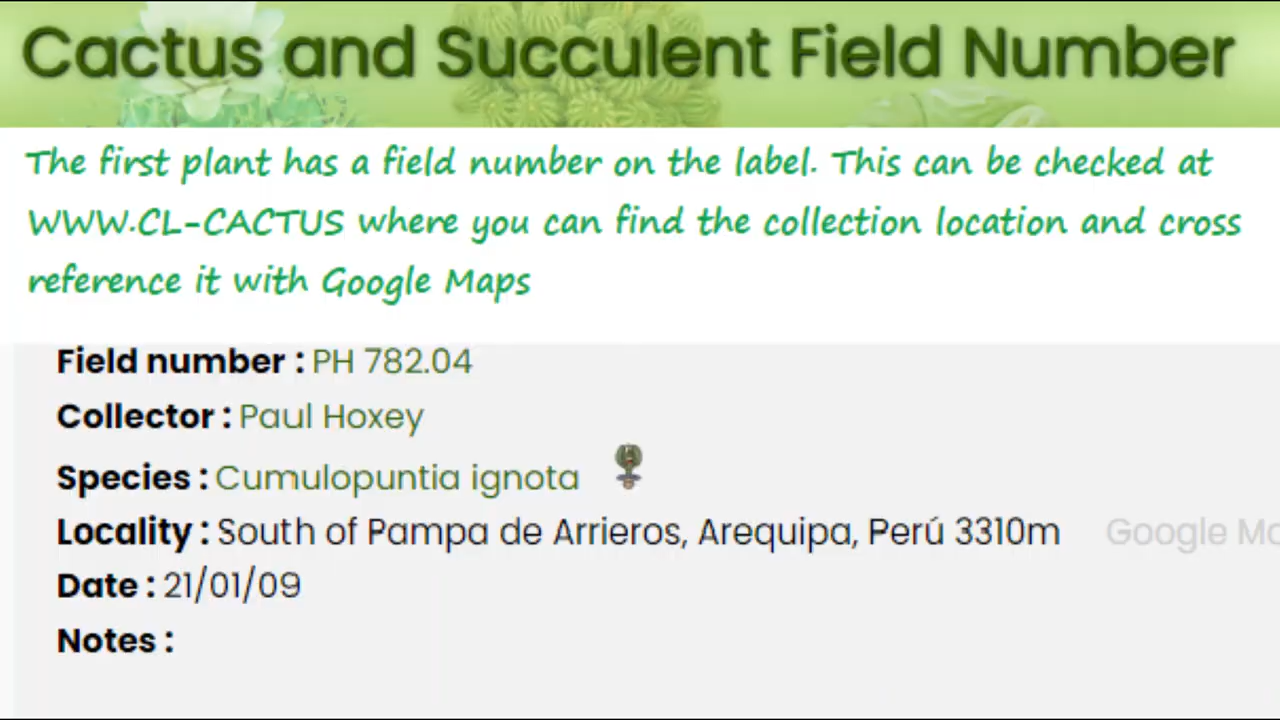 Cactus and Succulent Field Number
The first plant has a field number on the label. This can be checked at
WWW.CL-CACTUS where you can find the collection location and cross
reference it with Google Maps
Field number : PH 782.04
Collector : Paul Hoxey
Species : Cumulopuntia ignota
Locality : South of Pampa de Arrieros, Arequipa, Perú 3310m Google
Date : 21/01/09
Notes :